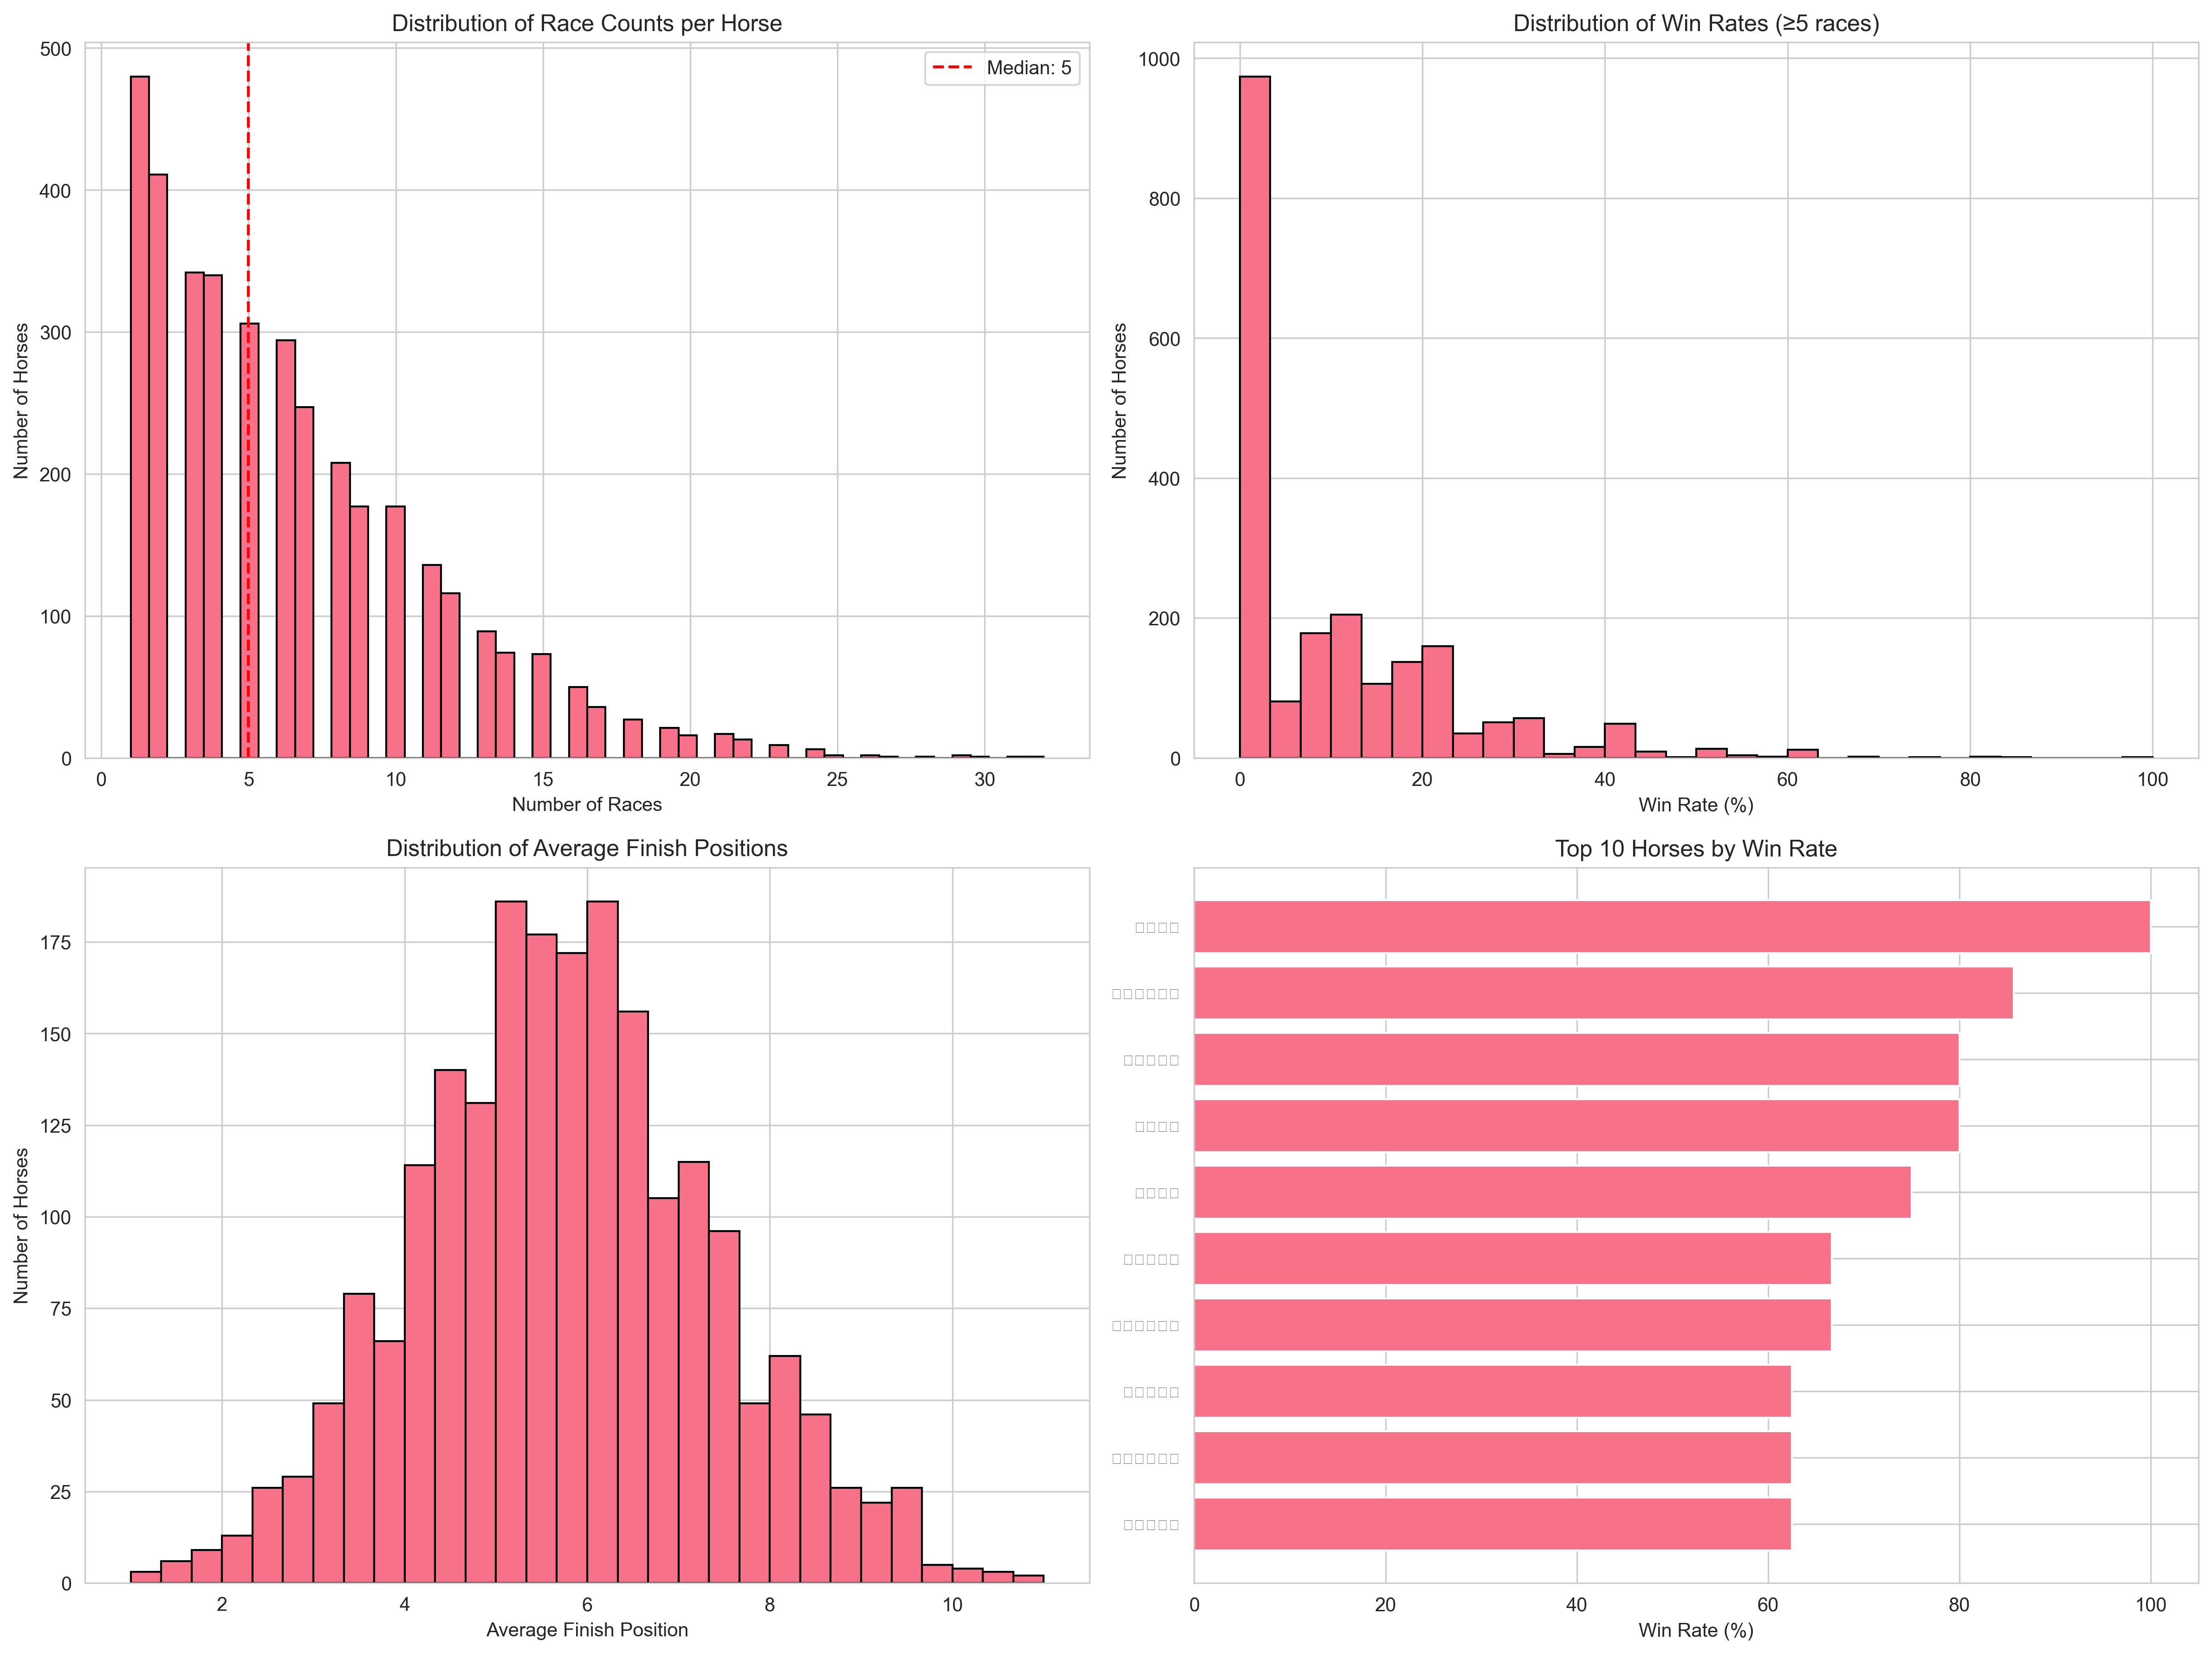 Distribution of Race Counts per Horse
500
400
300
200
100
0
Number of Horses
Median: 5
0 5 10 15 20 25 30
Number of Races
Distribution of Win Rates (≥5 races)
1000
800
600
400
200
0
Number of Horses
0 20 40 60 80 100
Win Rate (%)
Distribution of Average Finish Positions
175
150
125
100
75
50
25
0
Number of Horses
2 4 6 8 10
Average Finish Position
Top 10 Horses by Win Rate
0 20 40 60 80 100
Win Rate (%)